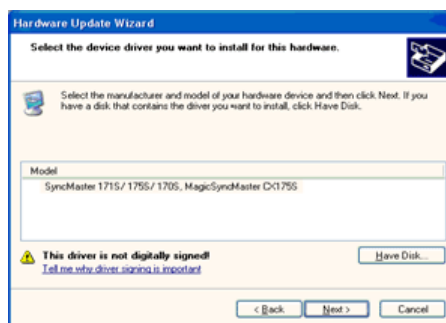 Hardware Update Wizard
Select the device driver you want to install for this hardware.
Select the manufacturer and model of your hardware device and then click Next. If you
have a disk that contains the driver you want to install, click Have Disk.
Model
SyncMaster 171S/ 175S/ 170S, MagicSyncMaster CX175S
This driver is not digitally signed!
Have Disk...
Tell me why driver signing is important
< Back
Next >
Cancel